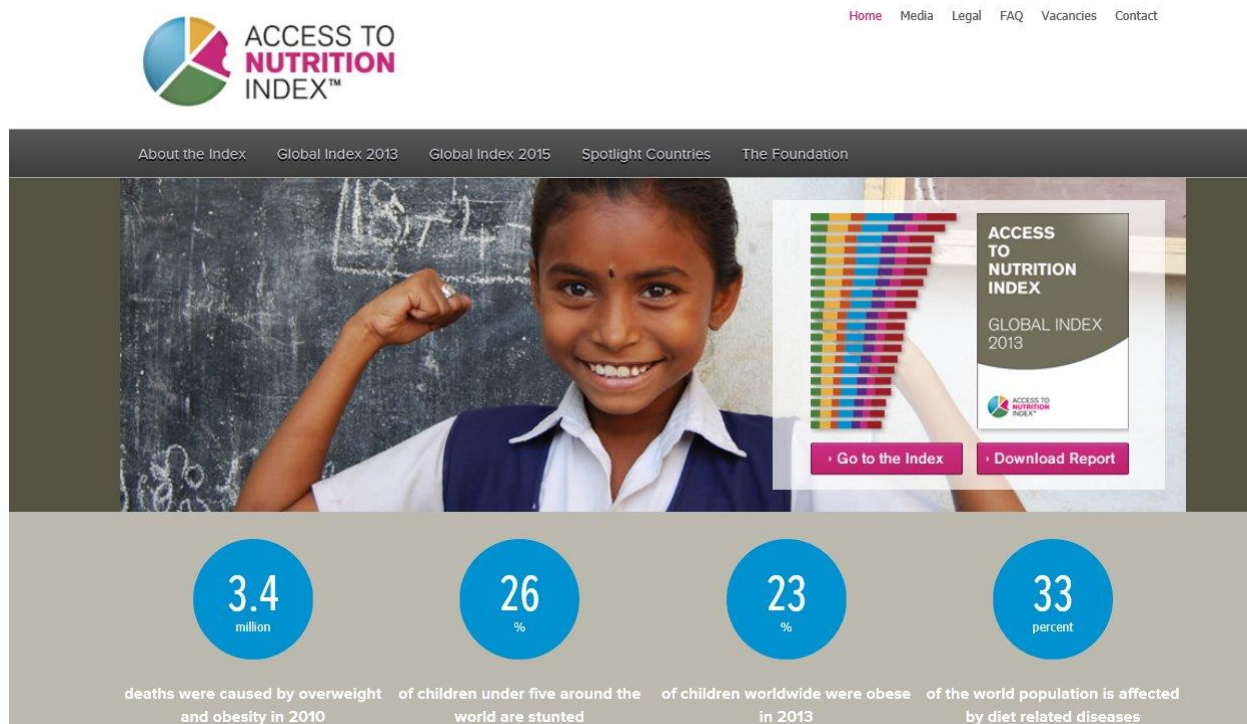 ACCESS TO
NUTRITION
INDEX™
Home Media Legal FAQ Vacancies Contact
About the Index Global Index 2013 Global Index 2015 Spotlight Countries The Foundation
ACCESS
TO
NUTRITION
INDEX
GLOBAL INDEX
2013
ACCESS TO
NUTRITION
INDEX™
› Go to the Index › Download Report
3.4
million
26
%
23
%
33
percent
deaths were caused by overweight
and obesity in 2010
of children under five around the
world are stunted
of children worldwide were obese
in 2013
of the world population is affected
by diet related diseases